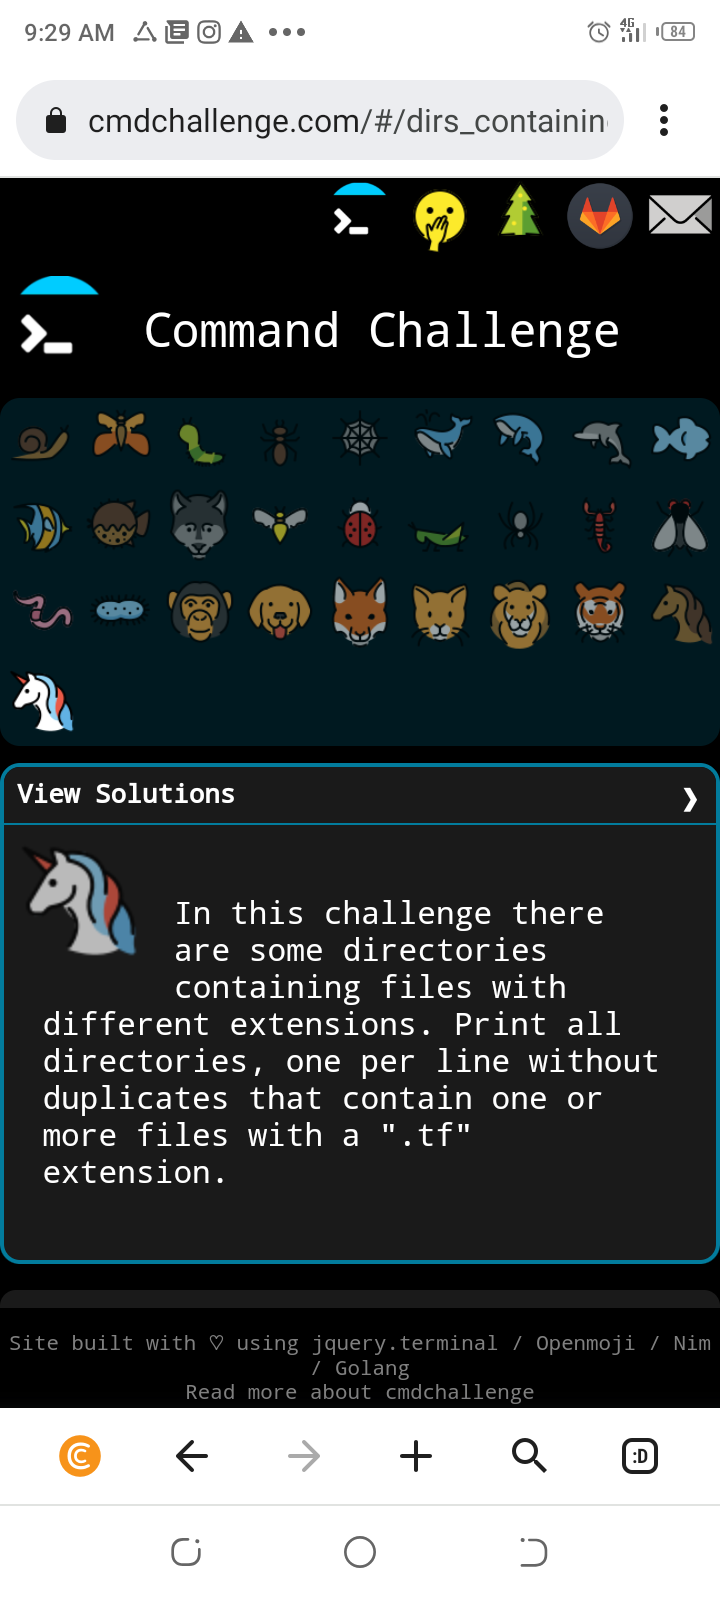 9:29 AM 4G 84
cmdchallenge.com/#/dirs_containin
Command Challenge
View Solutions
In this challenge there
are some directories
containing files with
different extensions. Print all
directories, one per line without
duplicates that contain one or
more files with a ".tf"
extension.
Site built with ♡ using jquery.terminal / Openmoji / Nim
/ Golang
Read more about cmdchallenge
:D